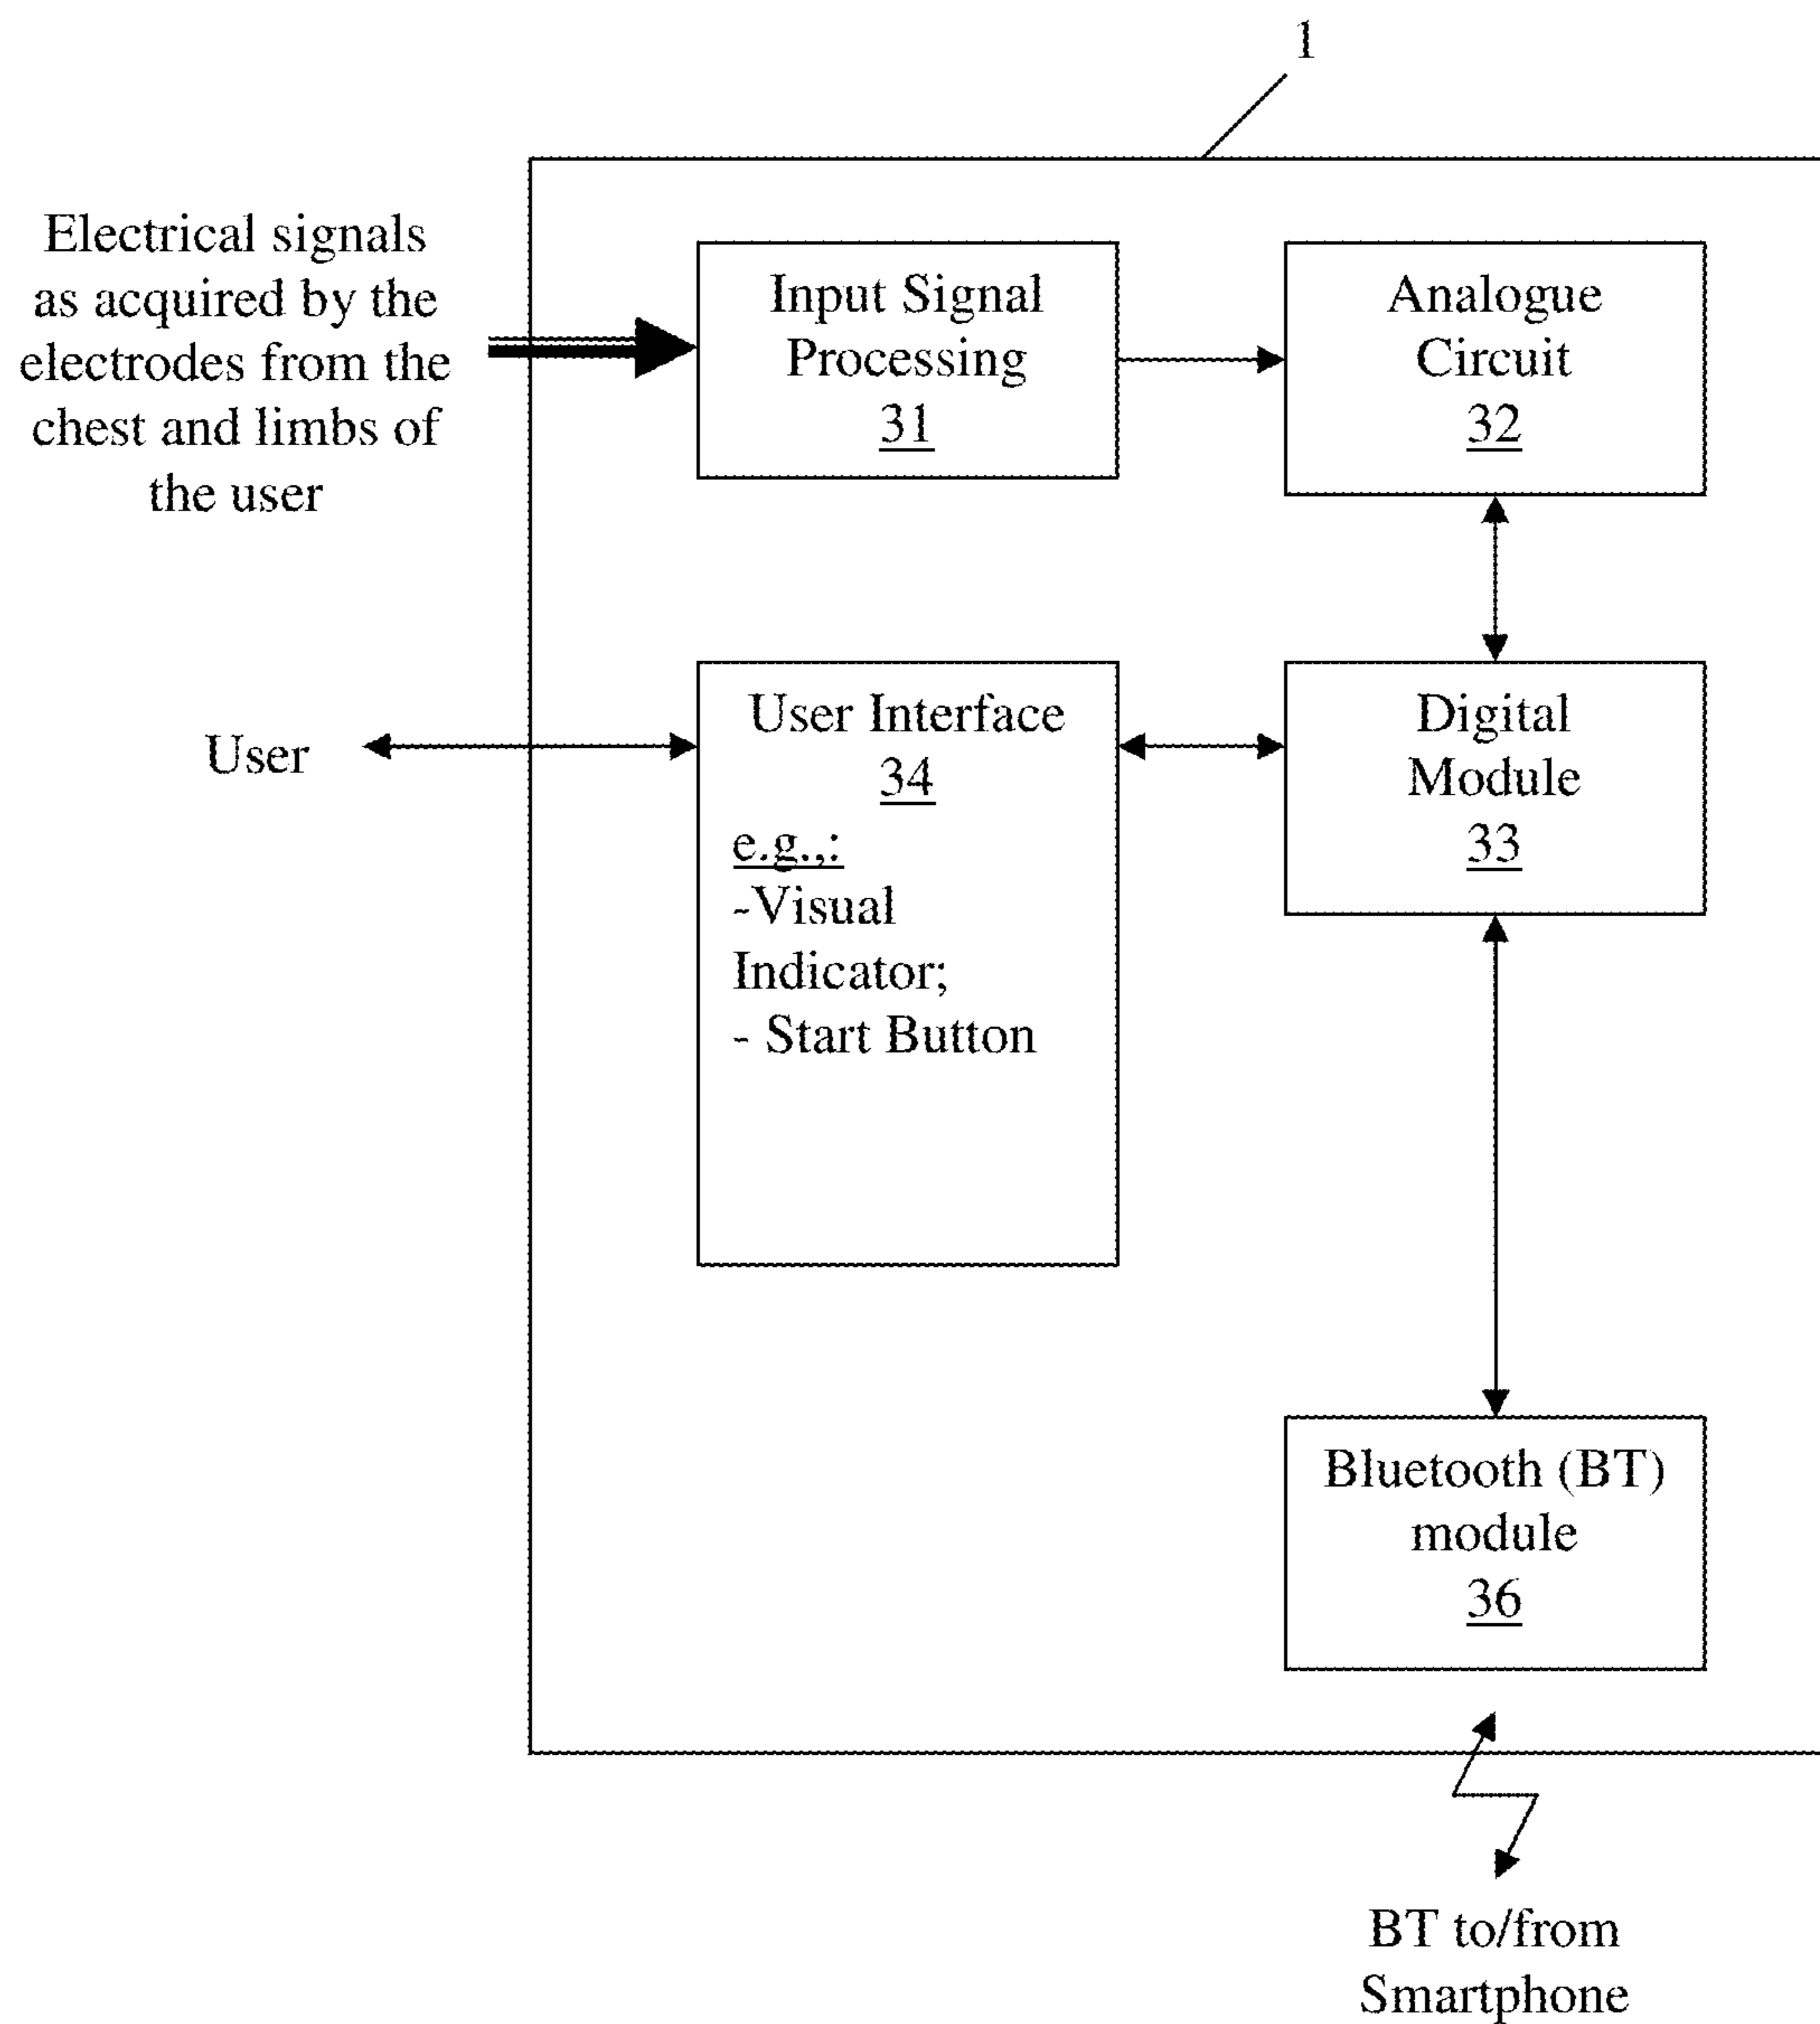 1
Electrical signals
as acquired by the
electrodes from the
chest and limbs of
the user
Input Signal
Processing
31
Analogue
Circuit
32
User
User Interface
34
e.g.,:
-Visual
Indicator;
- Start Button
Digital
Module
33
Bluetooth (BT)
module
36
BT to/from
Smartphone